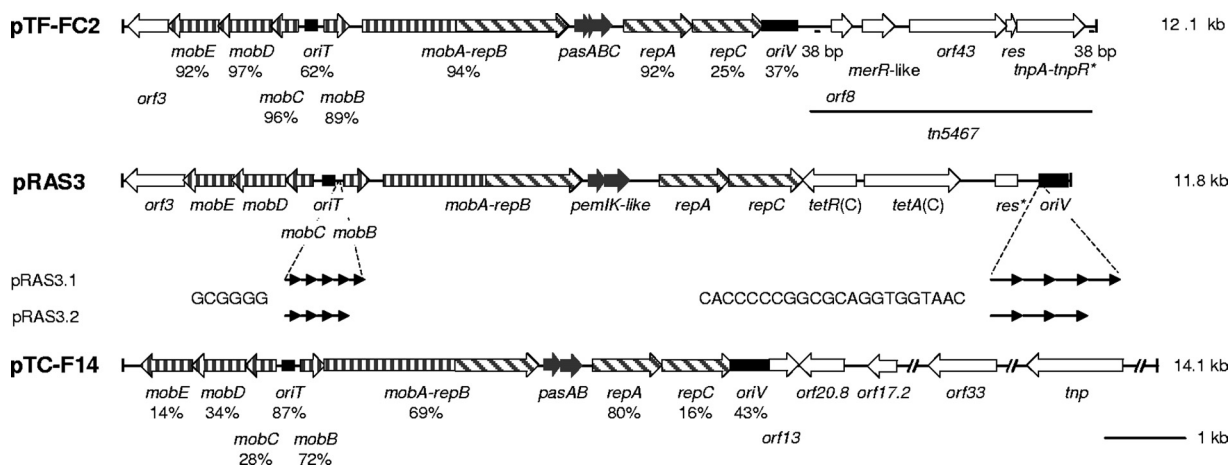 pTF-FC2 12 .1 kb
mobE mobD oriT mobA-repB pasABC repA repC oriV 38 bp orf43 res 38 bp
92% 97% 62% 94% 92% 25% 37% merR-like tnpA-tnpR*
orf3 mobC mobB orf8
96% 89%
tn5467
pRAS3 11.8 kb
orf3 mobE mobD oriT mobA-repB pemIK-like repA repC tetR(C) tetA(C) res* oriV
mobC mobB
pRAS3.1
GCGGGG CACCCCCGGCGCAGGTGGTAAC
pRAS3.2
pTC-F14 14.1 kb
mobE mobD oriT mobA-repB pasAB repA repC oriV orf20.8 orf17.2 orf33 tnp
14% 34% 87% 69% 80% 16% 43%
mobC mobB orf13 1 kb
28% 72%